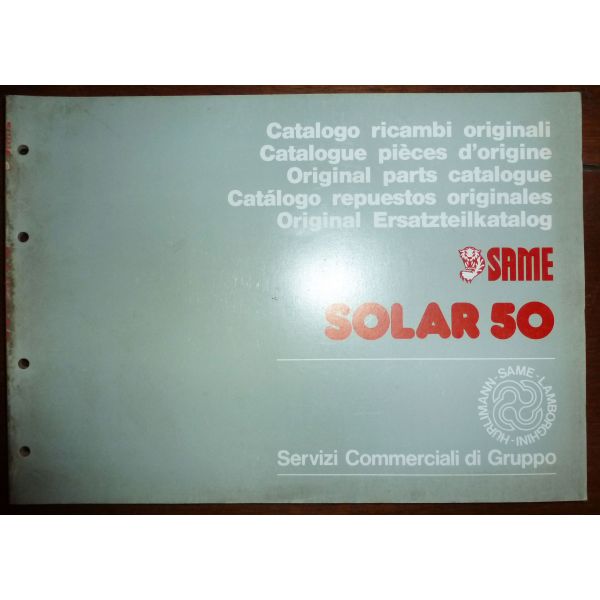 Catalogo ricambi originali
Catalogue pièces d'origine
Original parts catalogue
Catálogo repuestos originales
Original Ersatzteilkatalog
SAME
SOLAR 50
HÜRLIMANN-SAME-LAMBORGHINI-
Servizi Commerciali di Gruppo